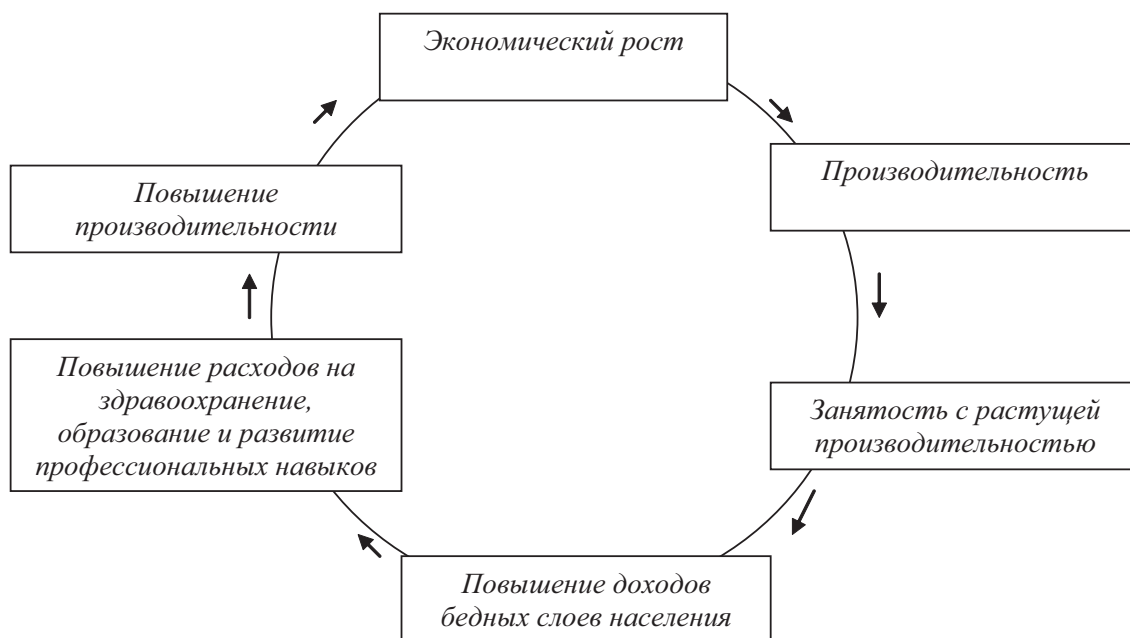 Экономический рост
Производительность
Занятость с растущей
производительностью
Повышение доходов
бедных слоев населения
Повышение расходов на
здравоохранение,
образование и развитие
профессиональных навыков
Повышение
производительности